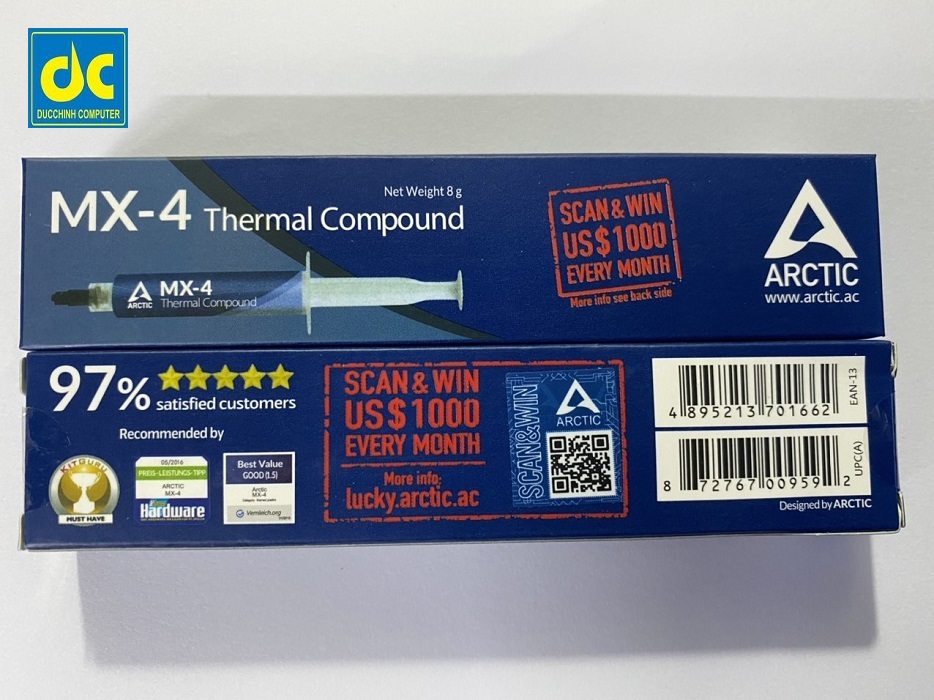 dc
DUCCHINH COMPUTER
MX-4 Thermal Compound
Net Weight 8 g
ARCTIC
MX-4
Thermal Compound
SCAN & WIN
US$1000
EVERY MONTH
More info see back side
ARCTIC
www.arctic.ac
97% satisfied customers
Recommended by
KITGURU
MUST HAVE
05/2016
PREIS-LEISTUNGS-TIPP
ARCTIC
MX-4
Hardware
Best Value
GOOD (1.5)
Arctic
MX-4
Vergleich.org
SCAN & WIN
US$1000
EVERY MONTH
More info:
lucky.arctic.ac
SCAN&WIN
ARCTIC
4 895213 701662
EAN-13
8 72767 00959 2
UPC(A)
Designed by ARCTIC